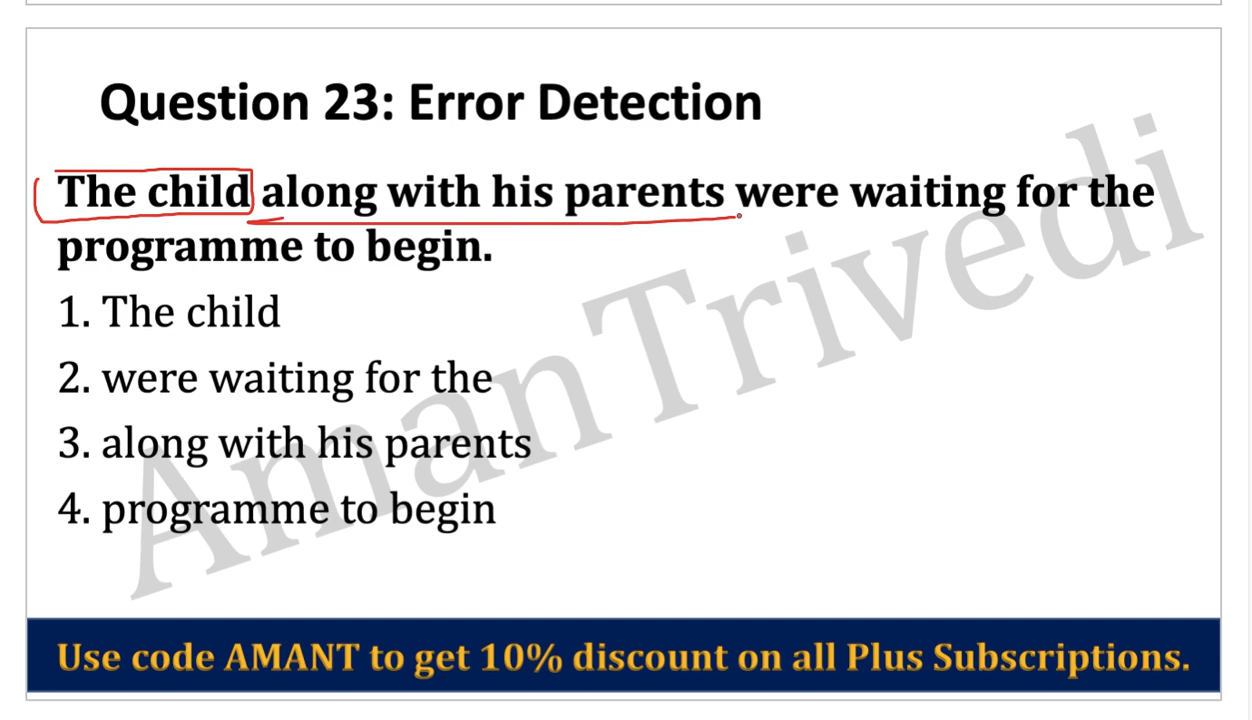 Question 23: Error Detection
The child along with his parents were waiting for the
programme to begin.
1. The child
2. were waiting for the
3. along with his parents
4. programme to begin
AmanTrivedi
Use code AMANT to get 10% discount on all Plus Subscriptions.